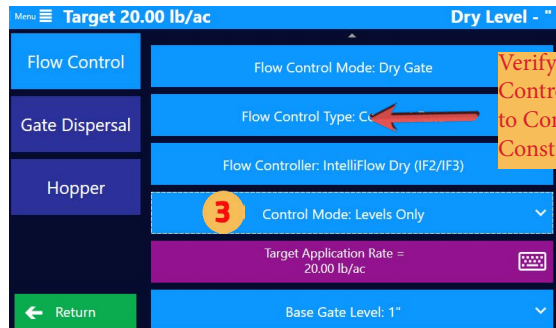 Menu Target 20.00 lb/ac Dry Level - "
Flow Control
Flow Control Mode: Dry Gate
Verify
Contr
Gate Dispersal
Flow Control Type: Co
to Con
Const
Flow Controller: IntelliFlow Dry (IF2/IF3)
Hopper
3 Control Mode: Levels Only
Target Application Rate =
20.00 lb/ac
Return
Base Gate Level: 1"